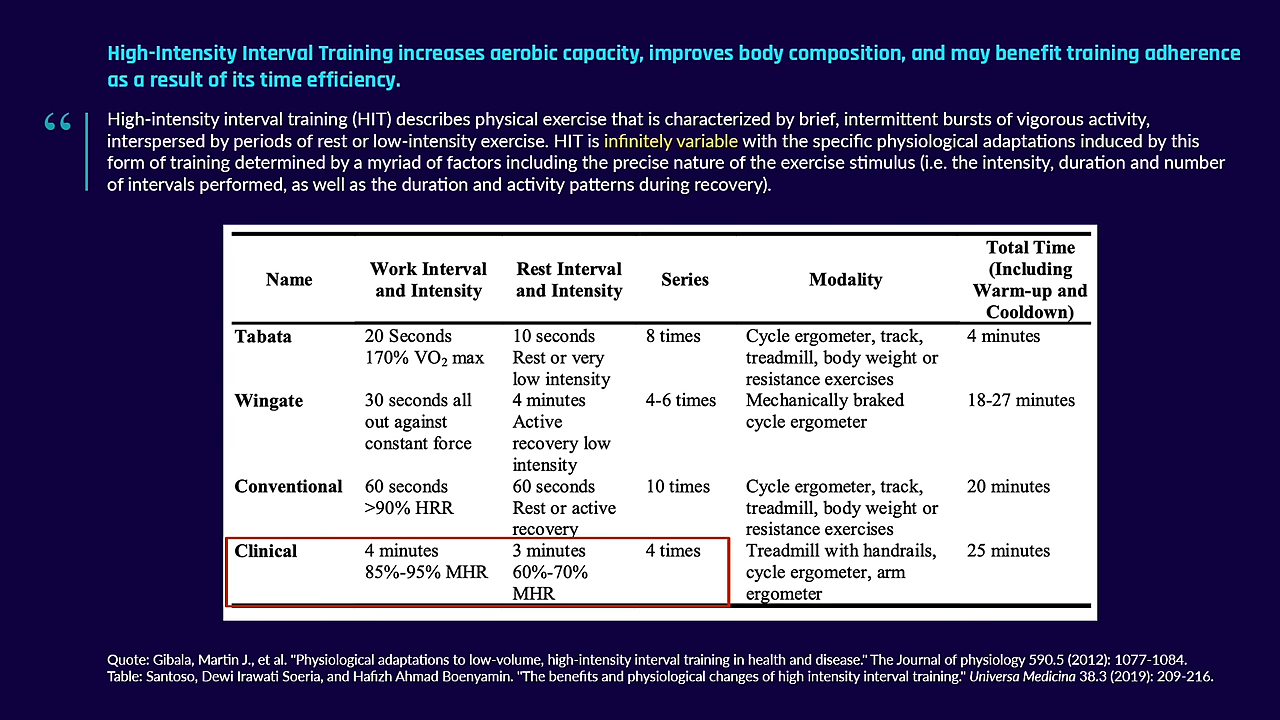 High-Intensity Interval Training increases aerobic capacity, improves body composition, and may benefit training adherence
as a result of its time efficiency.
“
High-intensity interval training (HIT) describes physical exercise that is characterized by brief, intermittent bursts of vigorous activity,
interspersed by periods of rest or low-intensity exercise. HIT is infinitely variable with the specific physiological adaptations induced by this
form of training determined by a myriad of factors including the precise nature of the exercise stimulus (i.e. the intensity, duration and number
of intervals performed, as well as the duration and activity patterns during recovery).
Name
Work Interval
and Intensity
Rest Interval
and Intensity
Series
Modality
Total Time
(Including
Warm-up and
Cooldown)
Tabata
20 Seconds
170% VO₂ max
10 seconds
Rest or very
low intensity
8 times
Cycle ergometer, track,
treadmill, body weight or
resistance exercises
4 minutes
Wingate
30 seconds all
out against
constant force
4 minutes
Active
recovery low
intensity
4-6 times
Mechanically braked
cycle ergometer
18-27 minutes
Conventional
60 seconds
>90% HRR
60 seconds
Rest or active
recovery
10 times
Cycle ergometer, track,
treadmill, body weight or
resistance exercises
20 minutes
Clinical
4 minutes
85%-95% MHR
3 minutes
60%-70%
MHR
4 times
Treadmill with handrails,
cycle ergometer, arm
ergometer
25 minutes
Quote: Gibala, Martin J., et al. "Physiological adaptations to low-volume, high-intensity interval training in health and disease." The Journal of physiology 590.5 (2012): 1077-1084.
Table: Santoso, Dewi Irawati Soeria, and Hafizh Ahmad Boenyamin. "The benefits and physiological changes of high intensity interval training." Universa Medicina 38.3 (2019): 209-216.